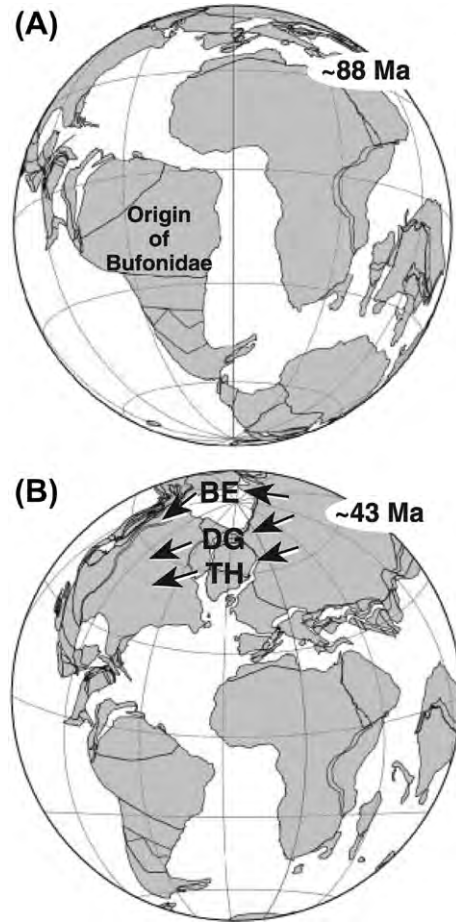 (A)
~88 Ma
Origin
of
Bufonidae
(B)
BE
~43 Ma
DG
TH